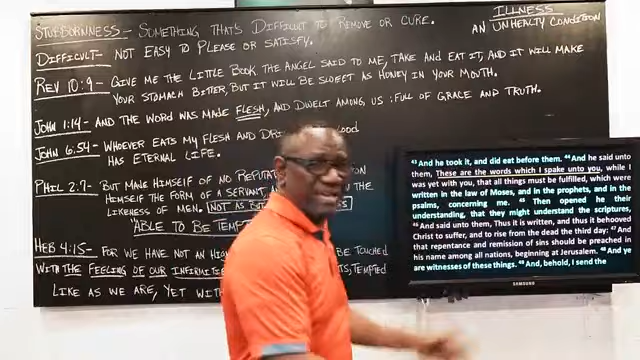 STUBBORNNESS- SOMETHING THAT'S DIFFICULT TO REMOVE OR CURE.
ILLNESS
AN UNHEALTY CONDITION
DIFFICULT- NOT EASY TO PLEASE OR SATISFY.
REV 10:9- GIVE ME THE LITTLE BOOK THE ANGEL SAID TO ME, TAKE AND EAT IT, AND IT WILL MAKE
YOUR STOMACH BITTER, BUT IT WILL BE SWEET AS HONEY IN YOUR MOUTH.
JOHN 1:14- AND THE WORD WAS MADE FLESH, AND DWELT AMONG US: FULL OF GRACE AND TRUTH.
JOHN 6:54- WHOEVER EATS MY FLESH AND
HAS ETERNAL LIFE.
PHIL 2:7- BUT MADE HIMSELF OF NO
HIMSELF THE FORM OF A SERVANT THE
LIKENESS OF MEN. NOT AS
"ABLE TO BE
HEB 4:15- FOR WE HAVE NOT AN BE TOUCHED
WITH THE FEELING OF OUR TEMPTED
LIKE AS WE ARE, YET
43 And he took it, and did eat before them. 44 And he said unto
them, These are the words which I spake unto you, while I
was yet with you, that all things must be fulfilled, which were
written in the law of Moses, and in the prophets, and in the
psalms, concerning me. 45 Then opened he their
understanding, that they might understand the scriptures,
46 And said unto them, Thus it is written, and thus it behooved
Christ to suffer, and to rise from the dead the third day: 47 And
that repentance and remission of sins should be preached in
his name among all nations, beginning at Jerusalem. 48 And ye
are witnesses of these things. 49 And, behold, I send the
SAMSUNG